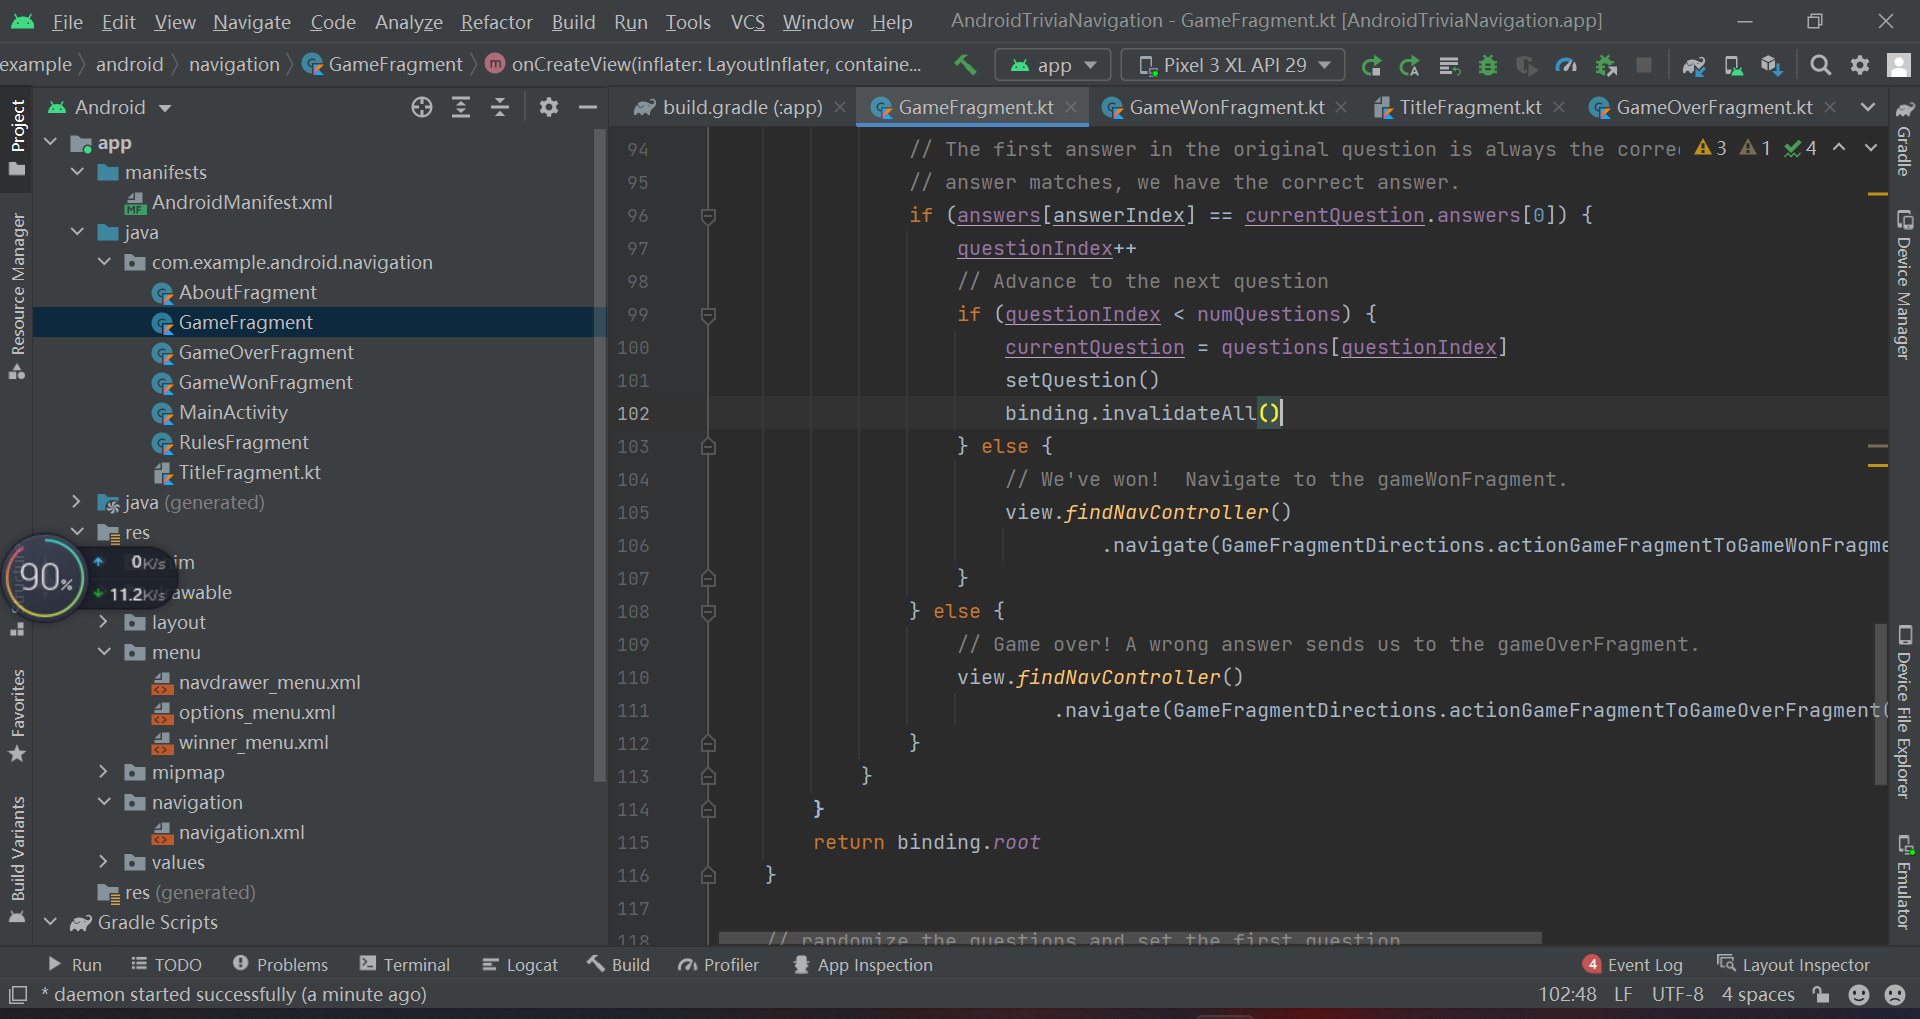 File Edit View Navigate Code Analyze Refactor Build Run Tools VCS Window Help AndroidTriviaNavigation - GameFragment.kt [AndroidTriviaNavigation.app]
example android navigation GameFragment onCreateView(inflater: LayoutInflater, containe... app Pixel 3 XL API 29
Android build.gradle (:app) GameFragment.kt GameWonFragment.kt TitleFragment.kt GameOverFragment.kt
Project
Resource Manager
Favorites
Build Variants
app
manifests
AndroidManifest.xml
java
com.example.android.navigation
AboutFragment
GameFragment
GameOverFragment
GameWonFragment
MainActivity
RulesFragment
TitleFragment.kt
java (generated)
res
im
awable
layout
menu
navdrawer_menu.xml
options_menu.xml
winner_menu.xml
mipmap
navigation
navigation.xml
values
res (generated)
Gradle Scripts
90%
0K/s
11.2K/s
94 // The first answer in the original question is always the corre
3 1 4
95 // answer matches, we have the correct answer.
96 if (answers[answerIndex] == currentQuestion.answers[0]) {
97 questionIndex++
98 // Advance to the next question
99 if (questionIndex < numQuestions) {
100 currentQuestion = questions[questionIndex]
101 setQuestion()
102 binding.invalidateAll()
103 } else {
104 // We've won!  Navigate to the gameWonFragment.
105 view.findNavController()
106 .navigate(GameFragmentDirections.actionGameFragmentToGameWonFragme
107 }
108 } else {
109 // Game over! A wrong answer sends us to the gameOverFragment.
110 view.findNavController()
111 .navigate(GameFragmentDirections.actionGameFragmentToGameOverFragment(
112 }
113 }
114 }
115 return binding.root
116 }
117
118 // randomize the questions and set the first question
Gradle
Device Manager
Device File Explorer
Emulator
Run TODO Problems Terminal Logcat Build Profiler App Inspection 4 Event Log Layout Inspector
* daemon started successfully (a minute ago) 102:48 LF UTF-8 4 spaces